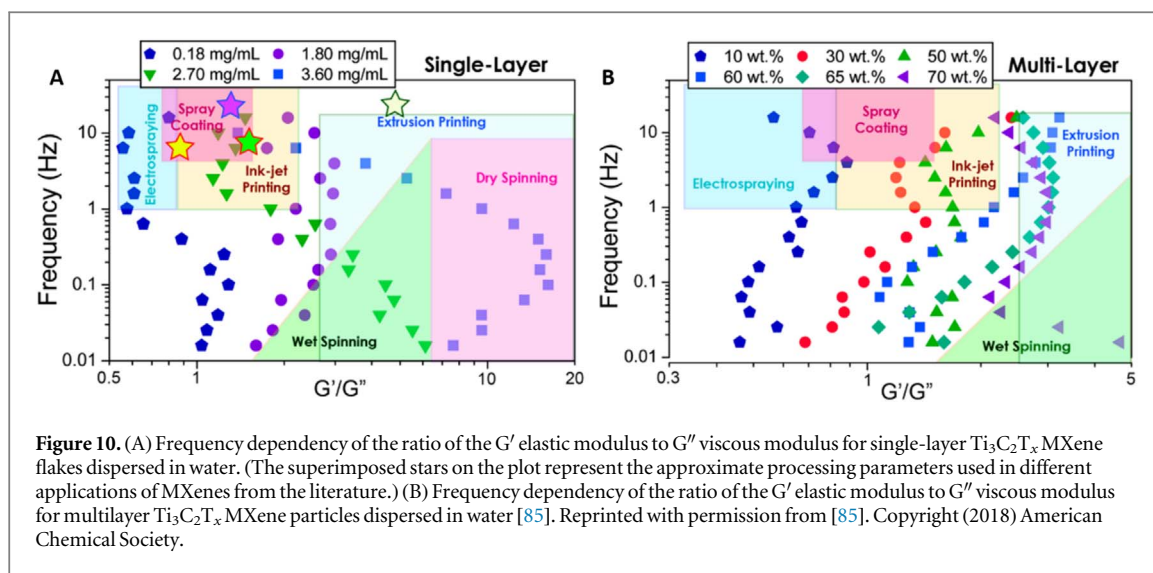 0.18 mg/mL 1.80 mg/mL
2.70 mg/mL 3.60 mg/mL
A
Single-Layer
Frequency (Hz)
10
1
0.1
0.01
Electrospraying
Spray
Coating
Ink-jet
Printing
Extrusion Printing
Dry Spinning
Wet Spinning
0.5 1 10 20
G'/G"
10 wt.% 30 wt.% 50 wt.%
60 wt.% 65 wt.% 70 wt.%
B
Multi-Layer
Frequency (Hz)
10
1
0.1
0.01
Electrospraying
Spray
Coating
Ink-jet
Printing
Extrusion
Printing
Wet Spinning
0.3 1 5
G'/G"
Figure 10. (A) Frequency dependency of the ratio of the G′ elastic modulus to G″ viscous modulus for single-layer Ti₃C₂Tₓ MXene
flakes dispersed in water. (The superimposed stars on the plot represent the approximate processing parameters used in different
applications of MXenes from the literature.) (B) Frequency dependency of the ratio of the G′ elastic modulus to G″ viscous modulus
for multilayer Ti₃C₂Tₓ MXene particles dispersed in water [85]. Reprinted with permission from [85]. Copyright (2018) American
Chemical Society.